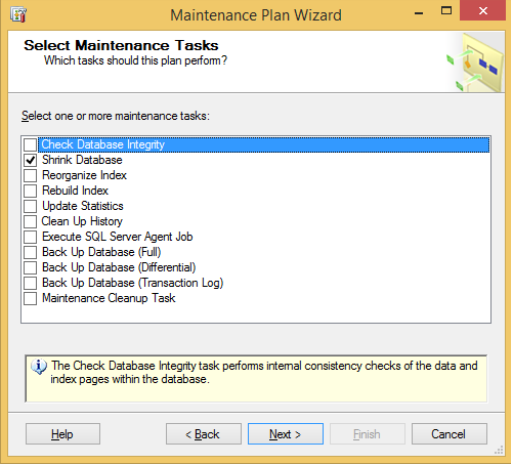 Maintenance Plan Wizard
Select Maintenance Tasks
Which tasks should this plan perform?
Select one or more maintenance tasks:
Check Database Integrity
Shrink Database
Reorganize Index
Rebuild Index
Update Statistics
Clean Up History
Execute SQL Server Agent Job
Back Up Database (Full)
Back Up Database (Differential)
Back Up Database (Transaction Log)
Maintenance Cleanup Task
The Check Database Integrity task performs internal consistency checks of the data and
index pages within the database.
Help < Back Next > Finish Cancel